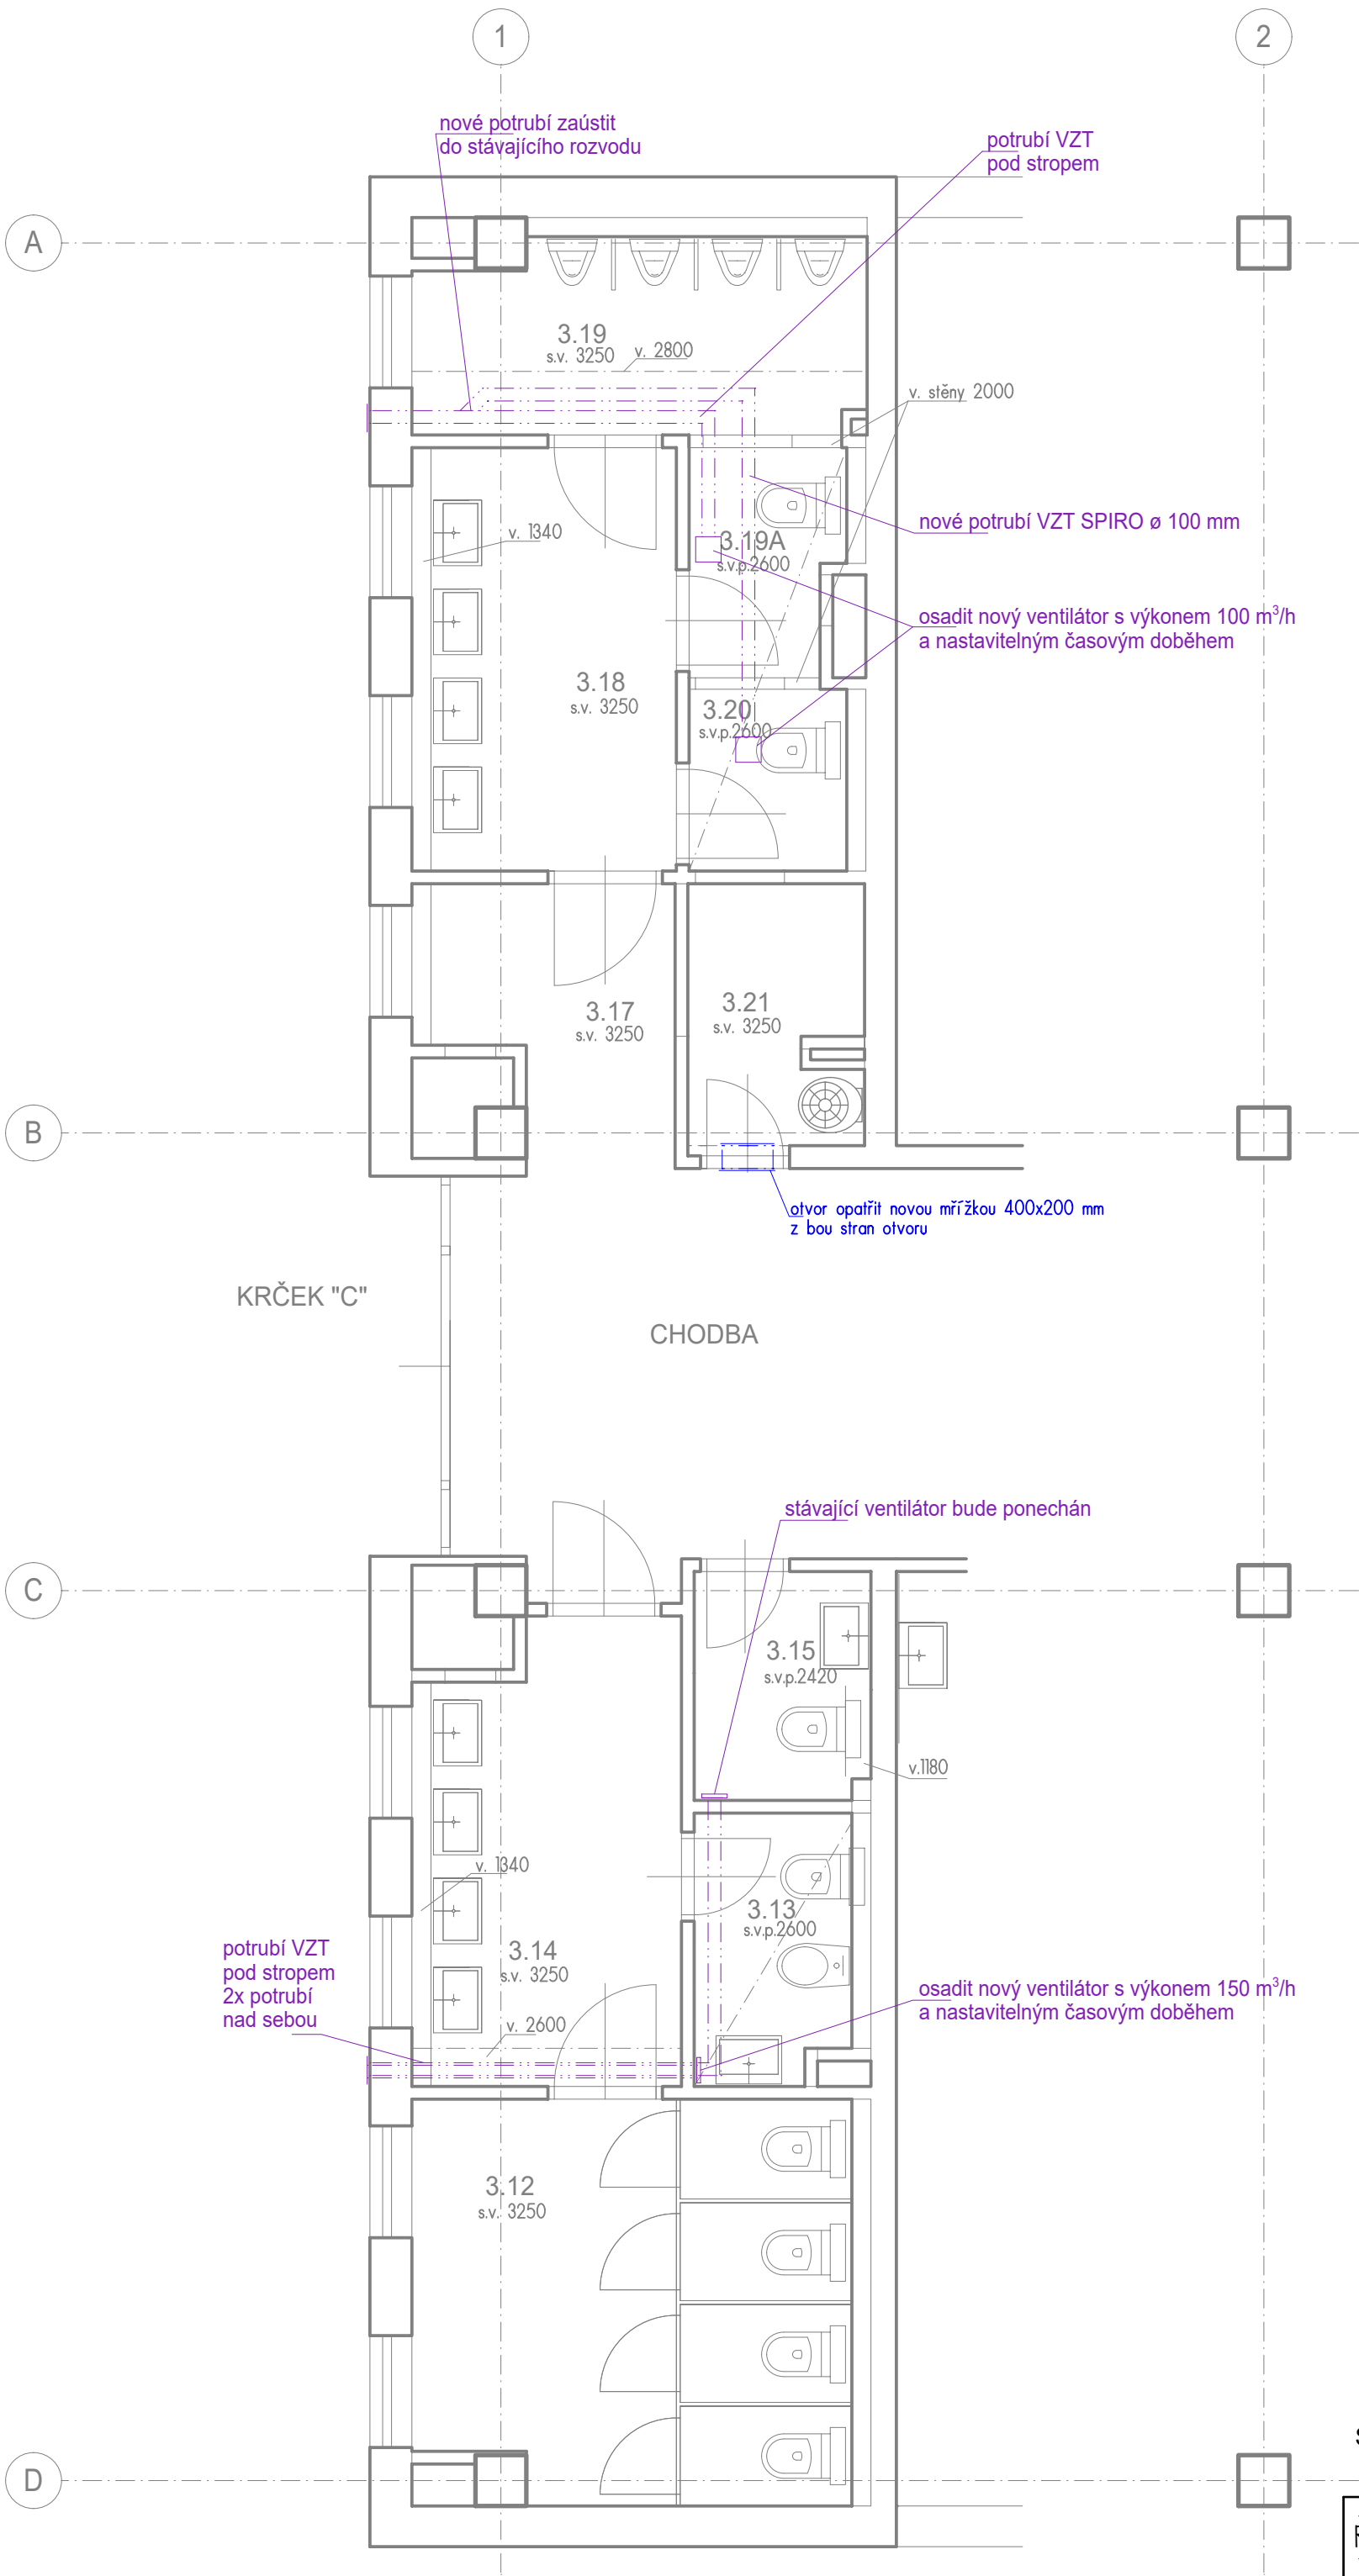 1
2
nové potrubí zaústit
do stávajícího rozvodu
potrubí VZT
pod stropem
A
3.19
s.v. 3250
v. 2800
v. stěny 2000
nové potrubí VZT SPIRO ø 100 mm
v. 1340
3.19A
s.v.p.2600
osadit nový ventilátor s výkonem 100 m³/h
a nastavitelným časovým doběhem
3.18
s.v. 3250
3.20
s.v.p.2600
3.17
s.v. 3250
3.21
s.v. 3250
B
otvor opatřit novou mřížkou 400x200 mm
z bou stran otvoru
KRČEK "C"
CHODBA
stávající ventilátor bude ponechán
C
3.15
s.v.p.2420
v.1180
v. 1340
3.13
s.v.p.2600
3.14
s.v. 3250
potrubí VZT
pod stropem
2x potrubí
nad sebou
osadit nový ventilátor s výkonem 150 m³/h
a nastavitelným časovým doběhem
v. 2600
3.12
s.v. 3250
D